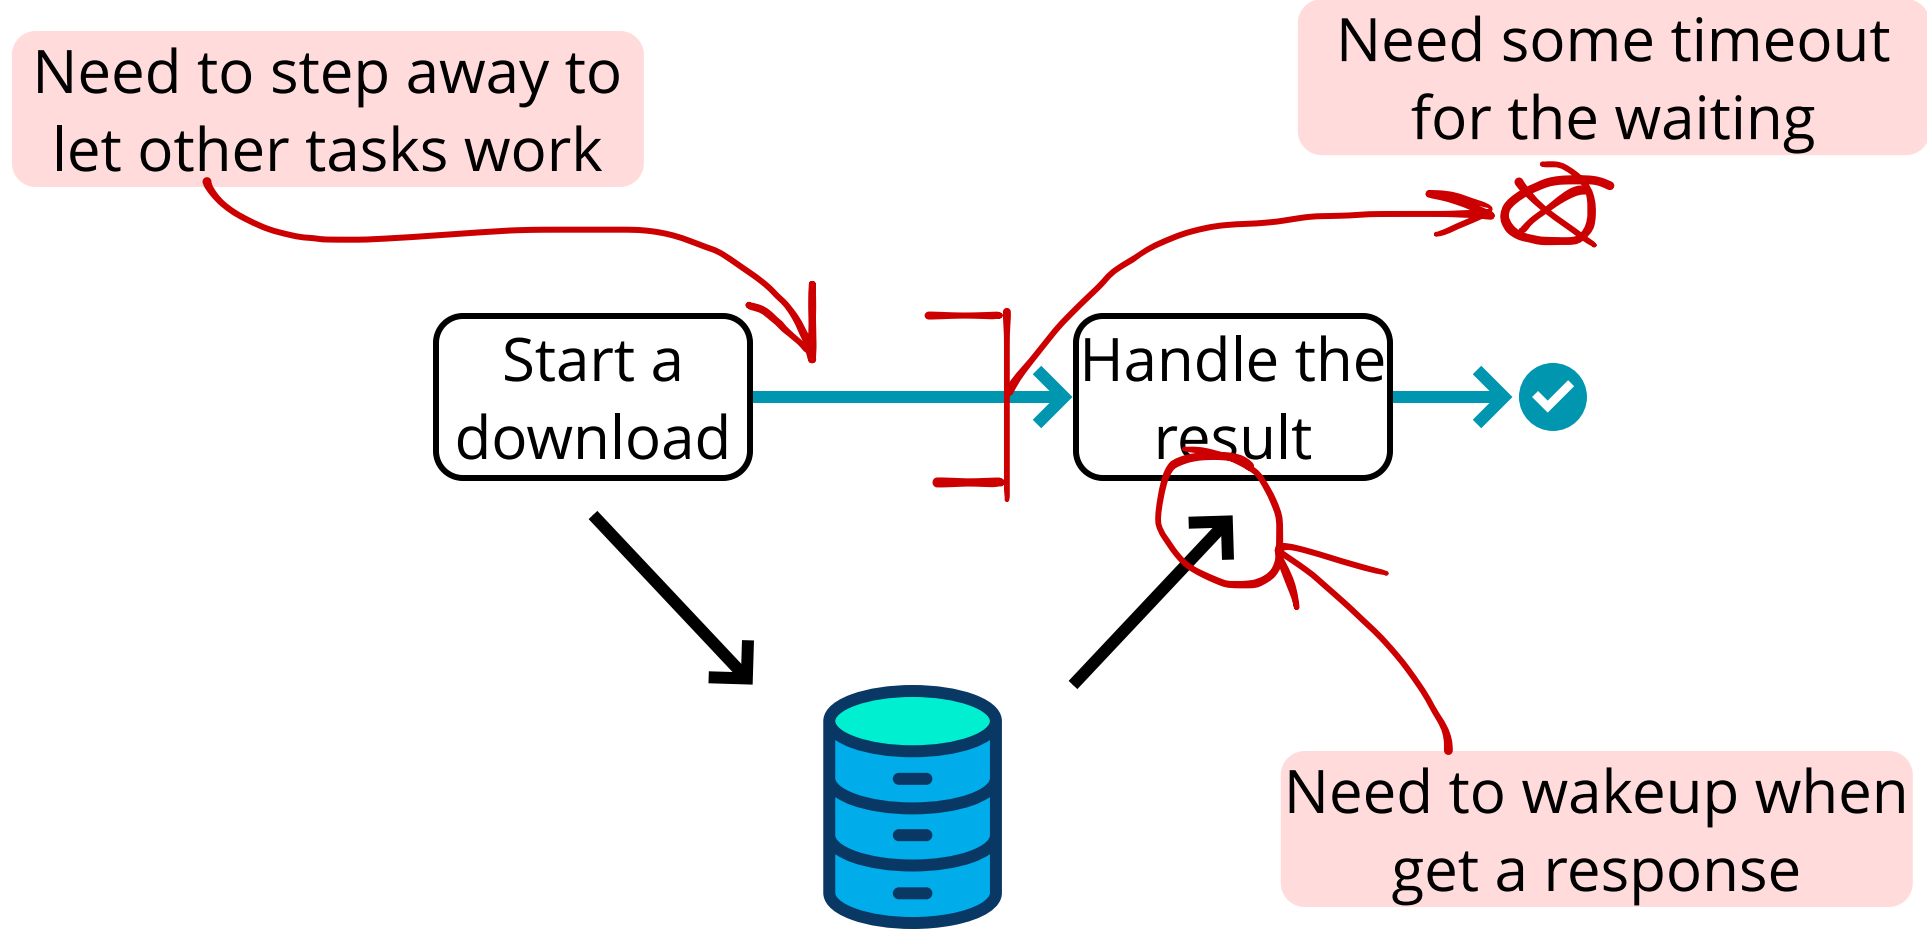 Need to step away to
let other tasks work
Need some timeout
for the waiting
Start a
download
Handle the
result
Need to wakeup when
get a response